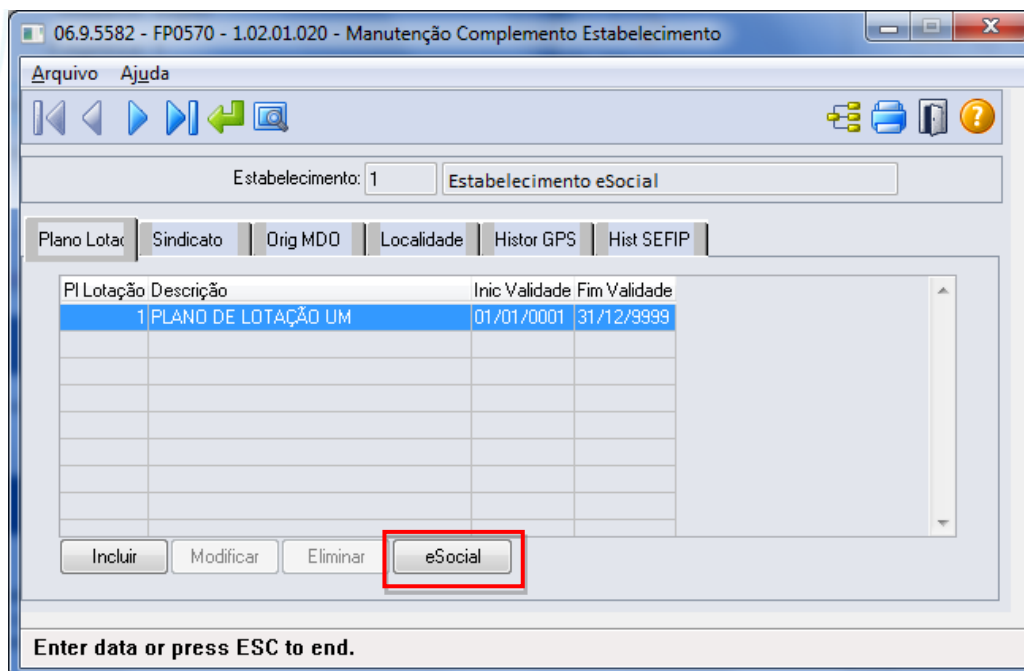 06.9.5582 - FP0570 - 1.02.01.020 - Manutenção Complemento Estabelecimento
Arquivo Ajuda
Estabelecimento: 1 Estabelecimento eSocial
Plano Lotaç Sindicato Orig MDO Localidade Histor GPS Hist SEFIP
Pl Lotação Descrição Inic Validade Fim Validade
1 PLANO DE LOTAÇÃO UM 01/01/0001 31/12/9999
Incluir Modificar Eliminar eSocial
Enter data or press ESC to end.